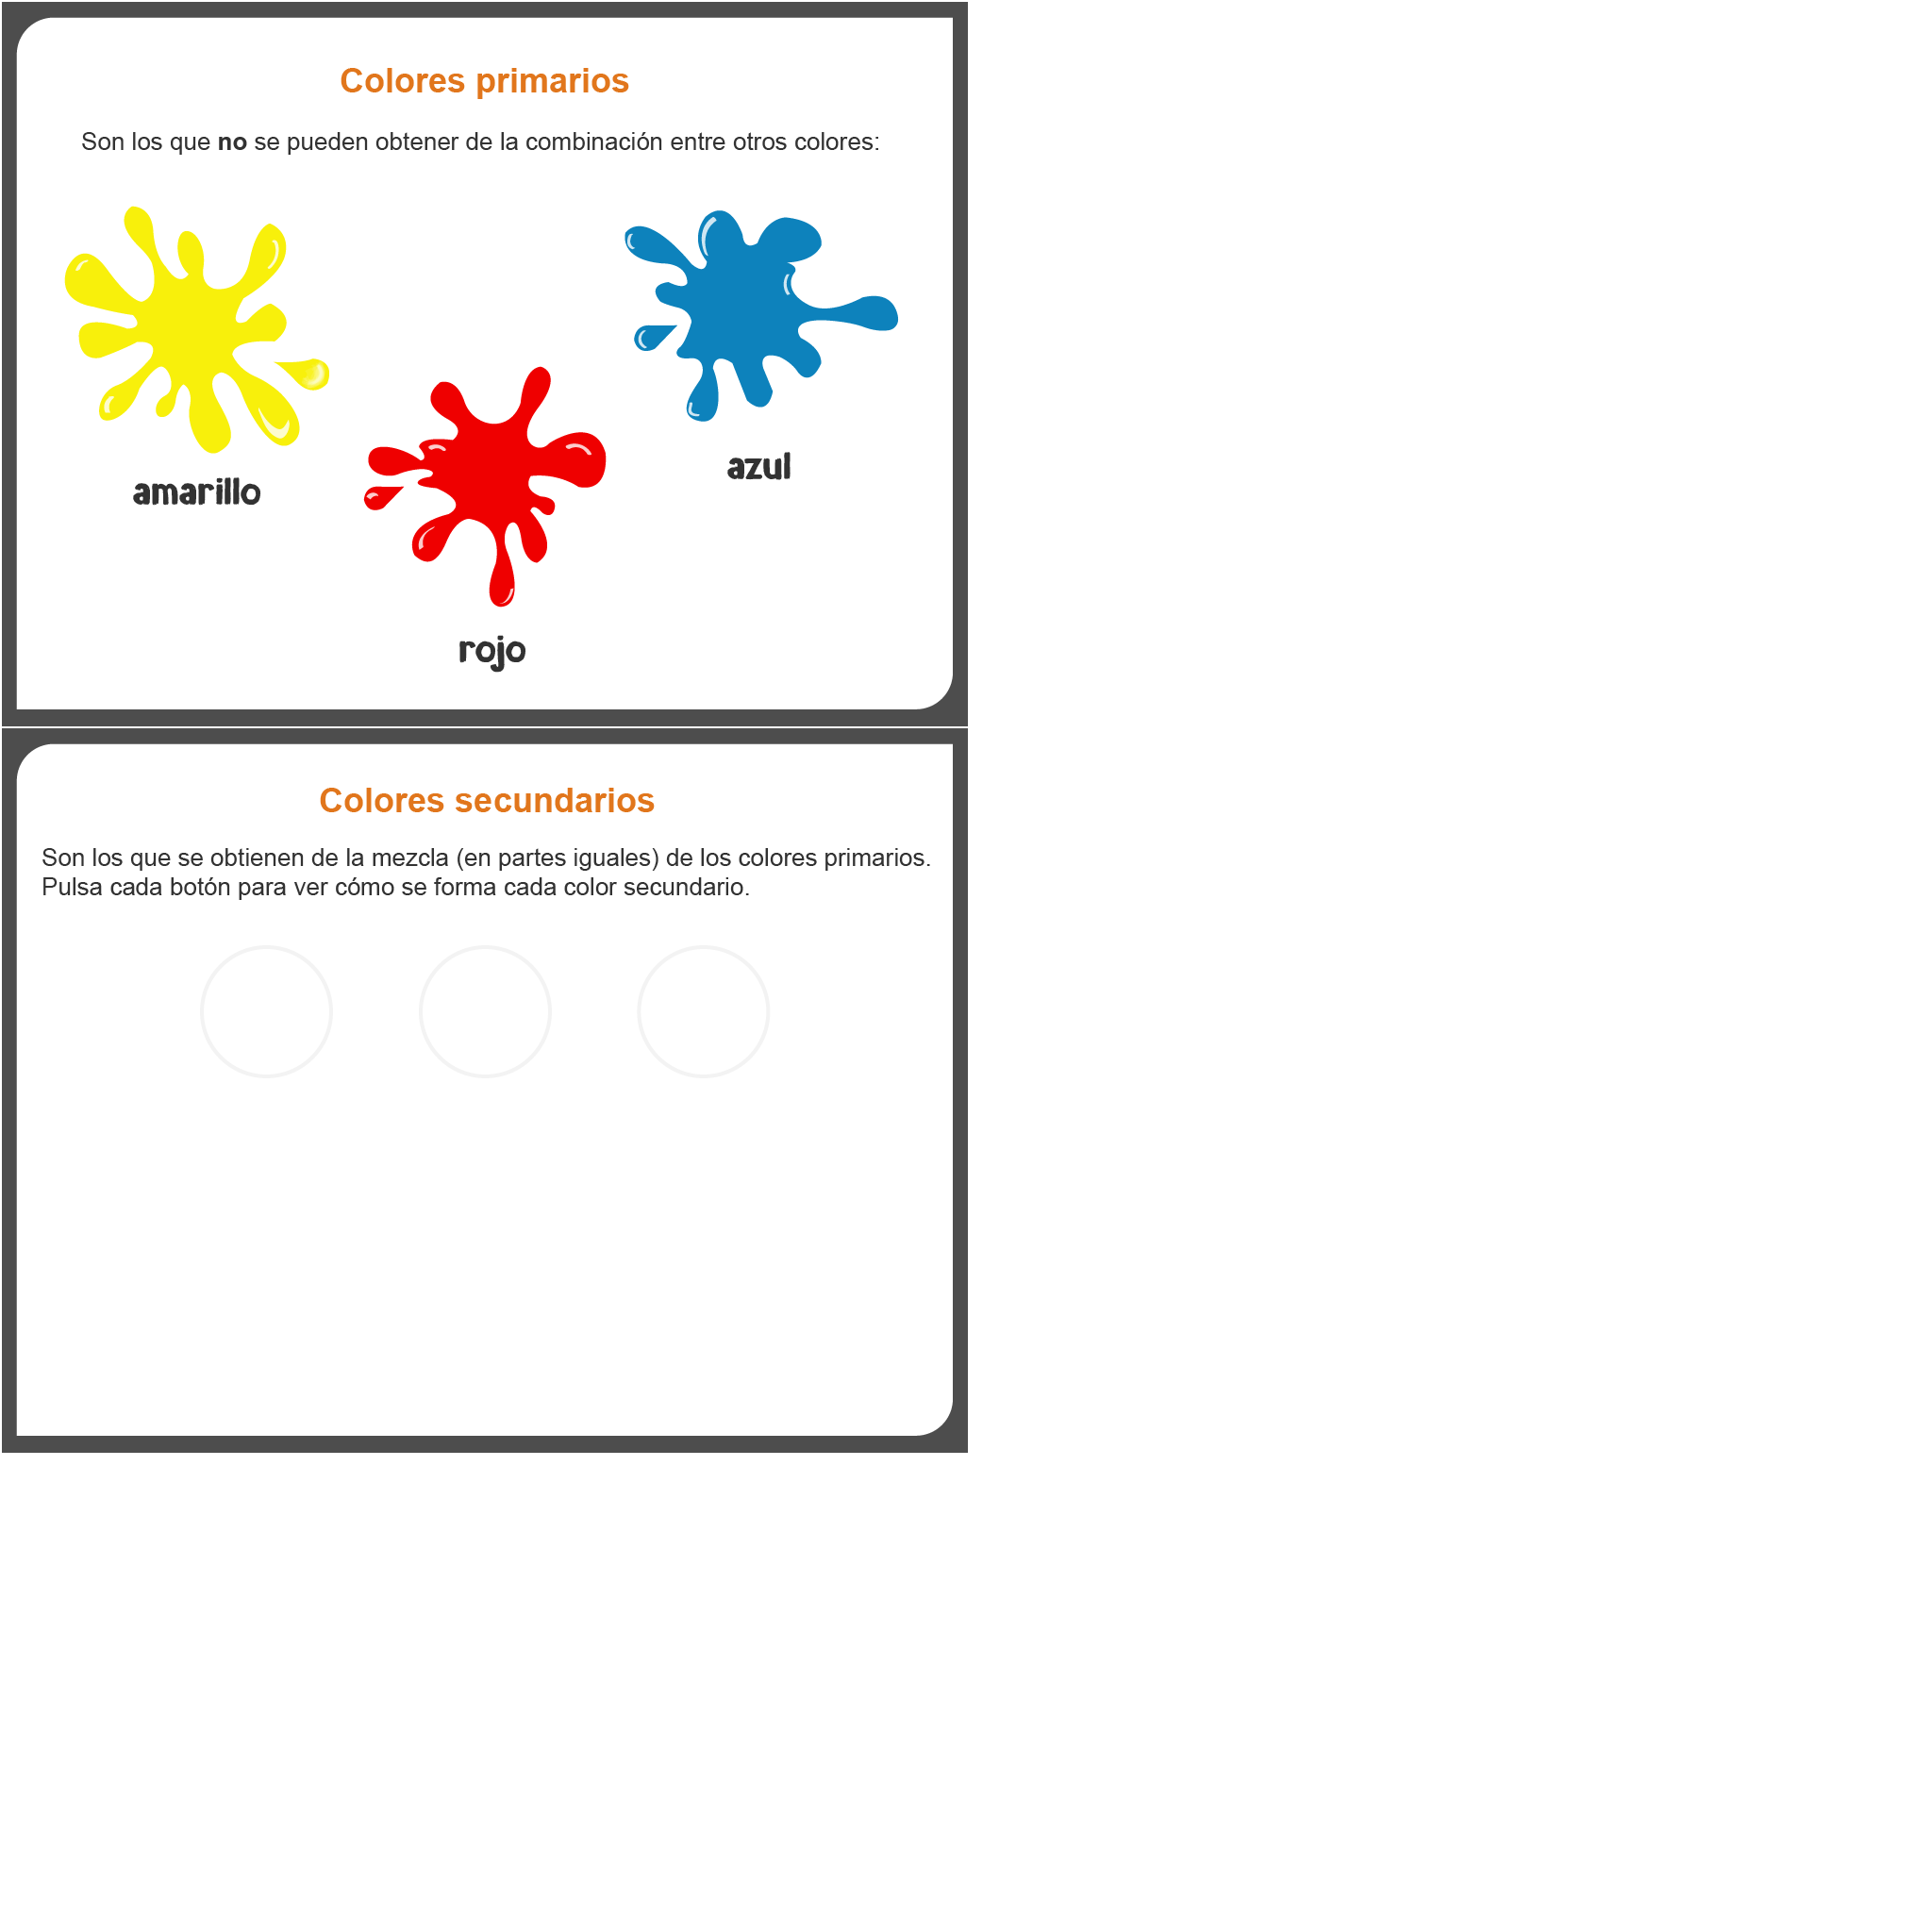 Colores primarios
Son los que no se pueden obtener de la combinación entre otros colores:
amarillo
azul
rojo
Colores secundarios
Son los que se obtienen de la mezcla (en partes iguales) de los colores primarios.
Pulsa cada botón para ver cómo se forma cada color secundario.